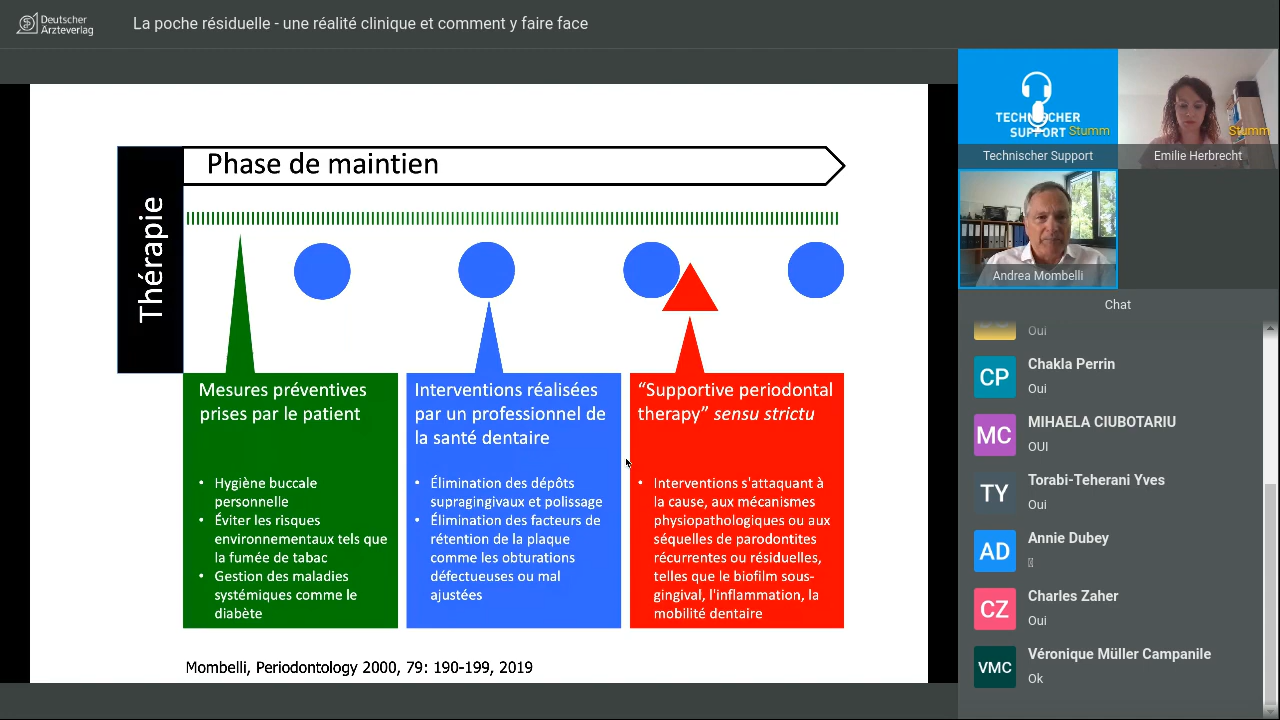 Deutscher
Ärzteverlag
La poche résiduelle - une réalité clinique et comment y faire face
Thérapie
Phase de maintien
Mesures préventives
prises par le patient
• Hygiène buccale
personnelle
• Éviter les risques
environnementaux tels que
la fumée de tabac
• Gestion des maladies
systémiques comme le
diabète
Interventions réalisées
par un professionnel de
la santé dentaire
• Élimination des dépôts
supragingivaux et polissage
• Élimination des facteurs de
rétention de la plaque
comme les obturations
défectueuses ou mal
ajustées
“Supportive periodontal
therapy” sensu strictu
• Interventions s'attaquant à
la cause, aux mécanismes
physiopathologiques ou aux
séquelles de parodontites
récurrentes ou résiduelles,
telles que le biofilm sous-
gingival, l'inflammation, la
mobilité dentaire
Mombelli, Periodontology 2000, 79: 190-199, 2019
TECHNISCHER
SUPPORT
Stumm
Technischer Support
Stumm
Emilie Herbrecht
Andrea Mombelli
Chat
Oui
CP
Chakla Perrin
Oui
MC
MIHAELA CIUBOTARIU
OUI
TY
Torabi-Teherani Yves
Oui
AD
Annie Dubey
CZ
Charles Zaher
Oui
VMC
Véronique Müller Campanile
Ok